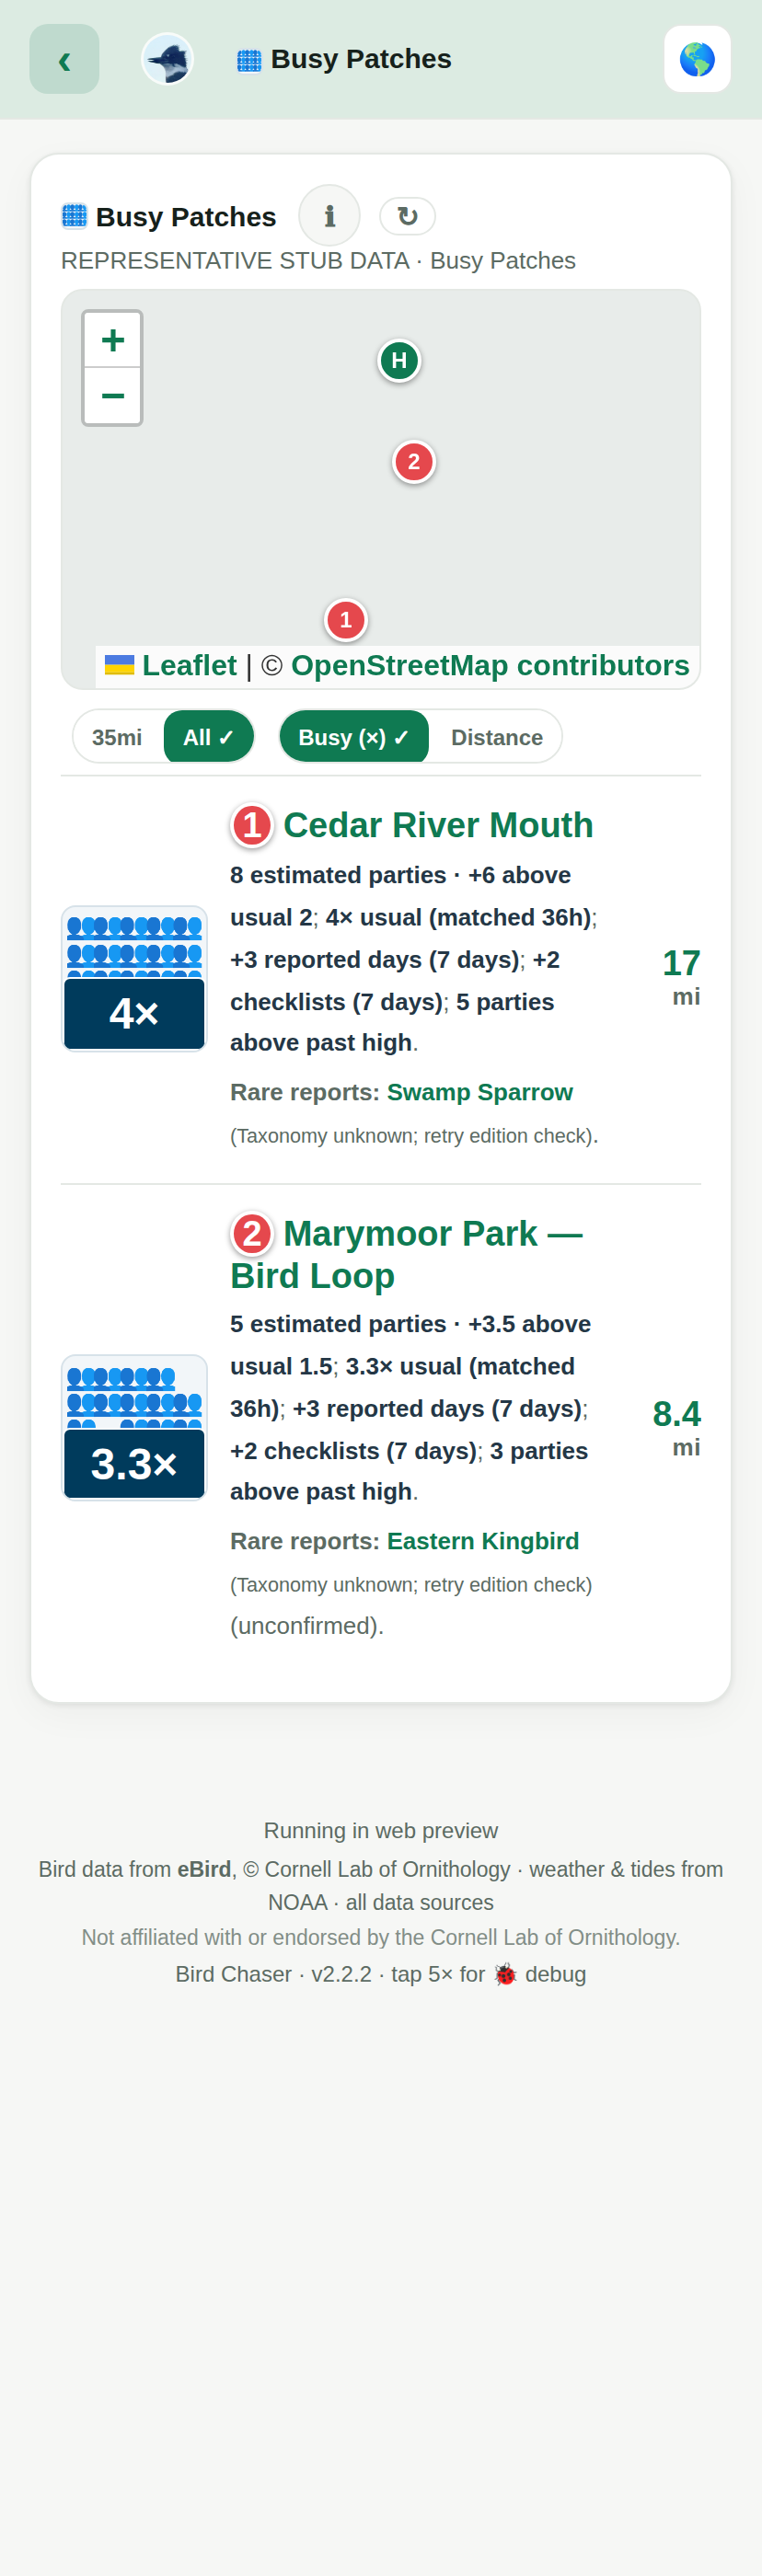 ‹ Busy Patches
Busy Patches ℹ ↻
REPRESENTATIVE STUB DATA · Busy Patches
+
−
H
2
1
Leaflet | © OpenStreetMap contributors
35mi All ✓ Busy (×) ✓ Distance
1 Cedar River Mouth
8 estimated parties · +6 above
usual 2; 4× usual (matched 36h);
+3 reported days (7 days); +2
checklists (7 days); 5 parties
above past high.
Rare reports: Swamp Sparrow
(Taxonomy unknown; retry edition check).
4×
17
mi
2 Marymoor Park —
Bird Loop
5 estimated parties · +3.5 above
usual 1.5; 3.3× usual (matched
36h); +3 reported days (7 days);
+2 checklists (7 days); 3 parties
above past high.
Rare reports: Eastern Kingbird
(Taxonomy unknown; retry edition check)
(unconfirmed).
3.3×
8.4
mi
Running in web preview
Bird data from eBird, © Cornell Lab of Ornithology · weather & tides from
NOAA · all data sources
Not affiliated with or endorsed by the Cornell Lab of Ornithology.
Bird Chaser · v2.2.2 · tap 5× for 🐞 debug